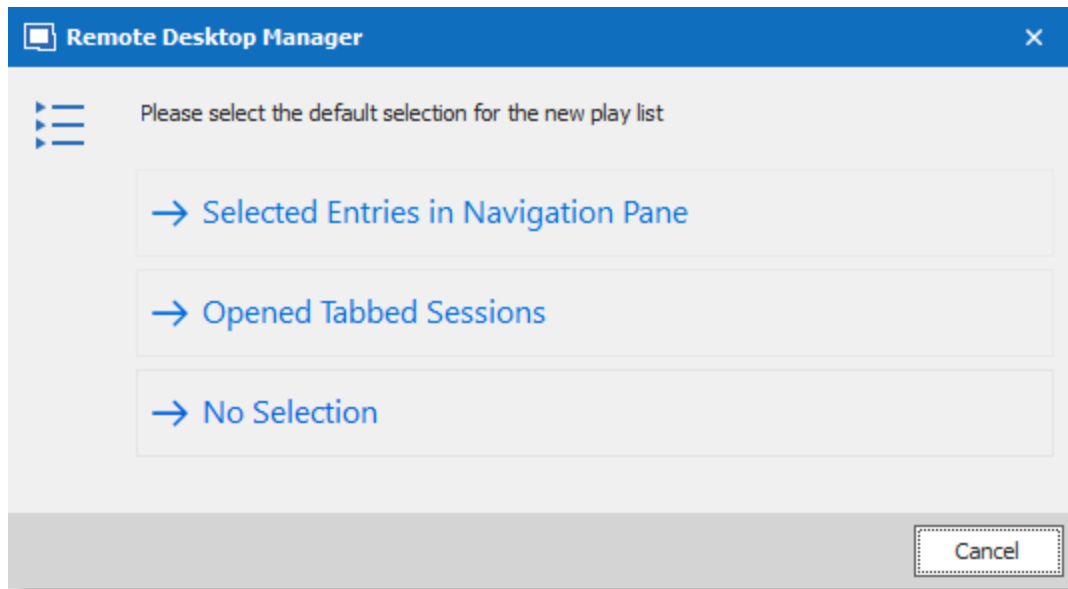 Remote Desktop Manager
Please select the default selection for the new play list
Selected Entries in Navigation Pane
Opened Tabbed Sessions
No Selection
Cancel